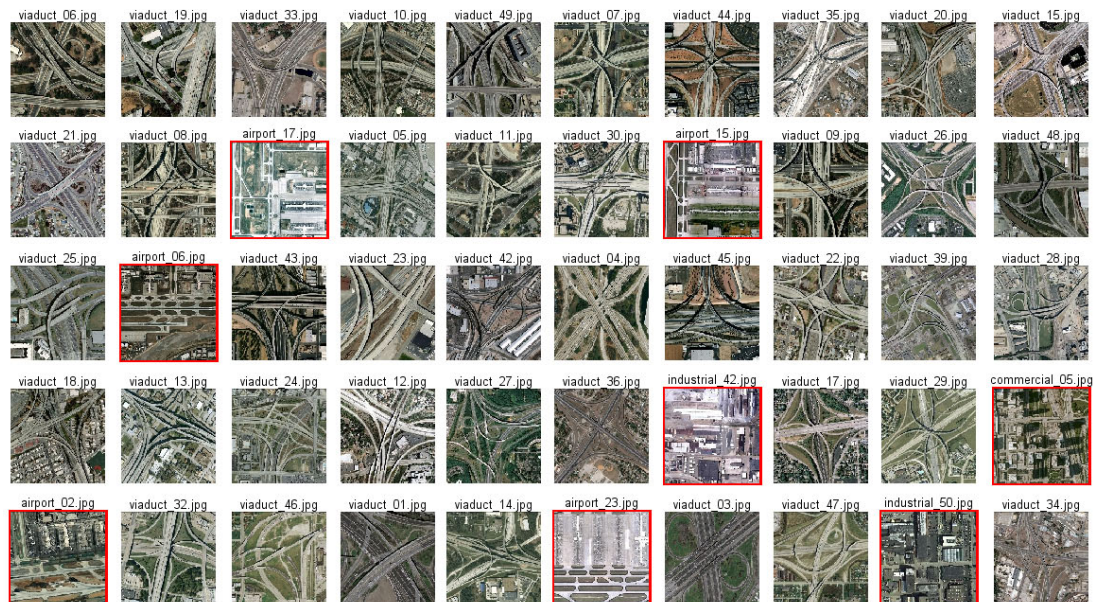 viaduct_06.jpg viaduct_19.jpg viaduct_33.jpg viaduct_10.jpg viaduct_49.jpg viaduct_07.jpg viaduct_44.jpg viaduct_35.jpg viaduct_20.jpg viaduct_15.jpg
viaduct_21.jpg viaduct_08.jpg airport_17.jpg viaduct_05.jpg viaduct_11.jpg viaduct_30.jpg airport_15.jpg viaduct_09.jpg viaduct_26.jpg viaduct_48.jpg
viaduct_25.jpg airport_06.jpg viaduct_43.jpg viaduct_23.jpg viaduct_42.jpg viaduct_04.jpg viaduct_45.jpg viaduct_22.jpg viaduct_39.jpg viaduct_28.jpg
viaduct_18.jpg viaduct_13.jpg viaduct_24.jpg viaduct_12.jpg viaduct_27.jpg viaduct_36.jpg industrial_42.jpg viaduct_17.jpg viaduct_29.jpg commercial_05.jpg
airport_02.jpg viaduct_32.jpg viaduct_46.jpg viaduct_01.jpg viaduct_14.jpg airport_23.jpg viaduct_03.jpg viaduct_47.jpg industrial_50.jpg viaduct_34.jpg